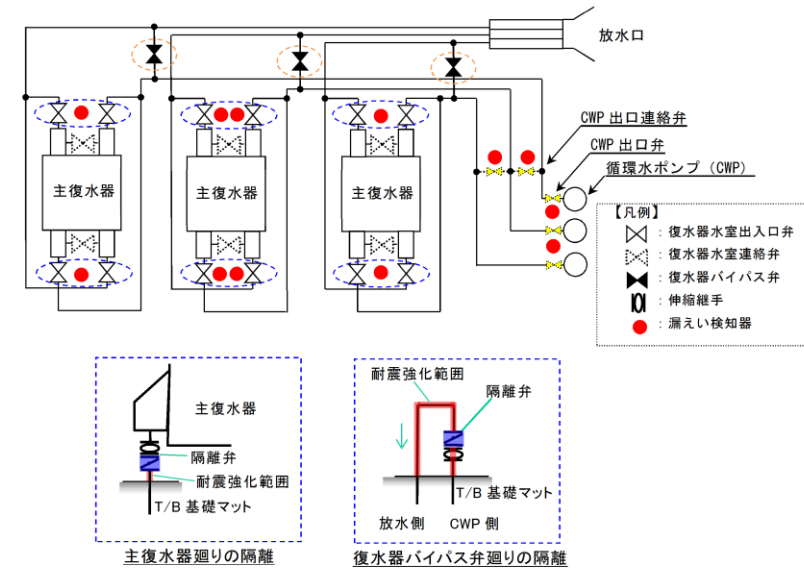 放水口
CWP 出口連絡弁
CWP 出口弁
循環水ポンプ（CWP）
主復水器
主復水器
主復水器
【凡例】
：復水器水室出入口弁
：復水器水室連絡弁
：復水器バイパス弁
：伸縮継手
：漏えい検知器
主復水器
隔離弁
耐震強化範囲
T/B 基礎マット
主復水器廻りの隔離
耐震強化範囲
隔離弁
T/B 基礎マット
放水側 CWP 側
復水器バイパス弁廻りの隔離